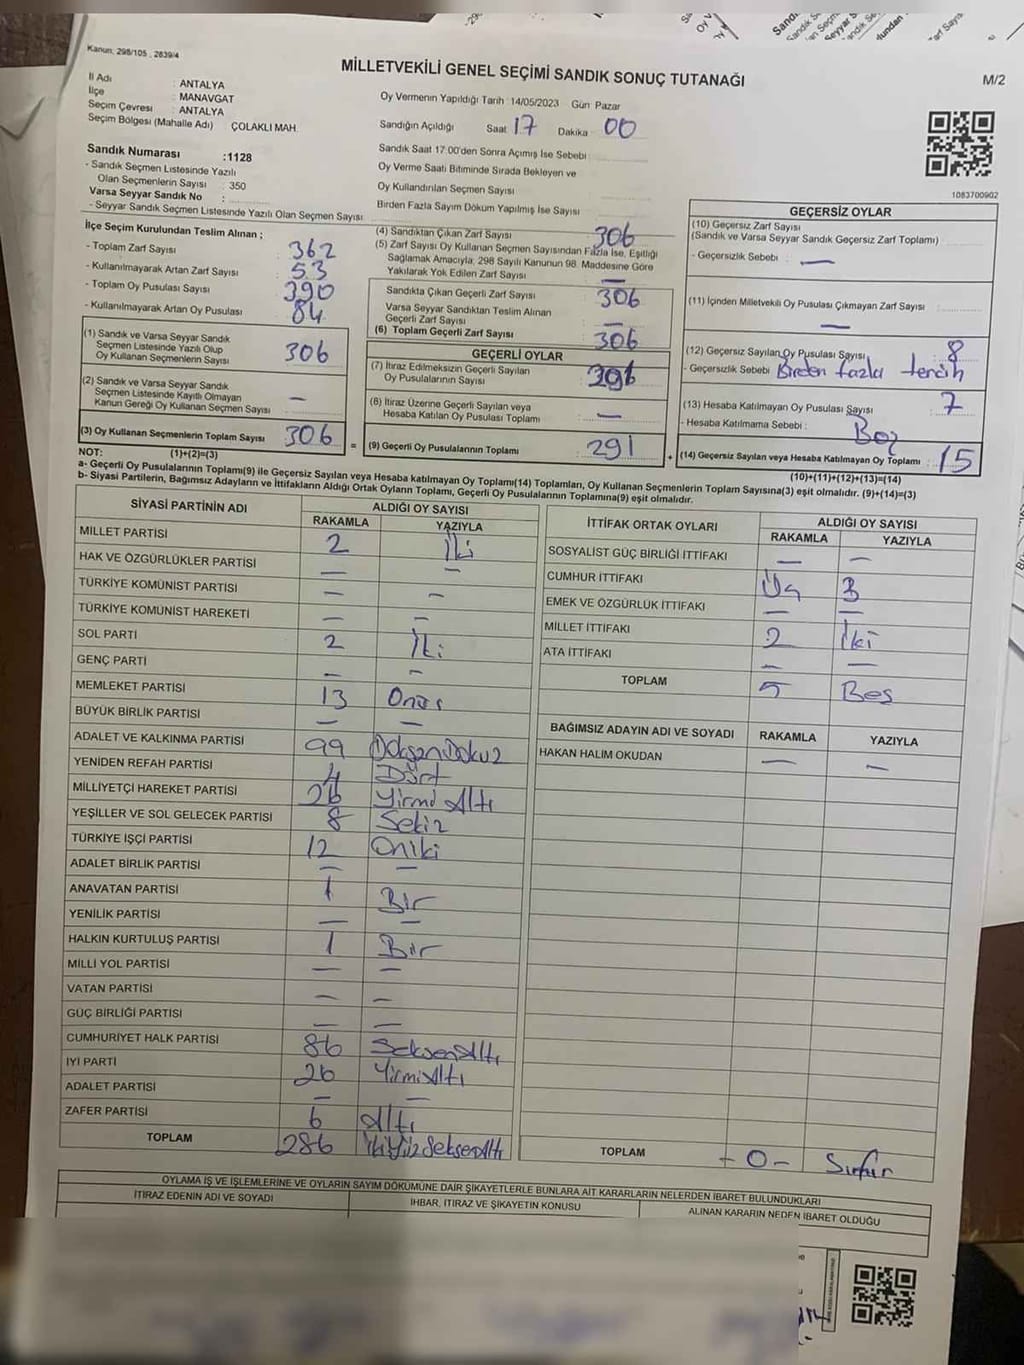 Kanun: 298/105 , 2839/4
MİLLETVEKİLİ GENEL SEÇİMİ SANDIK SONUÇ TUTANAĞI
M/2
İl Adı : ANTALYA
İlçe : MANAVGAT
Seçim Çevresi : ANTALYA
Seçim Bölgesi (Mahalle Adı) ÇOLAKLI MAH.
Sandık Numarası :1128
- Sandık Seçmen Listesinde Yazılı
Olan Seçmenlerin Sayısı : 350
Varsa Seyyar Sandık No :
- Seyyar Sandık Seçmen Listesinde Yazılı Olan Seçmen Sayısı
Oy Vermenin Yapıldığı Tarih :14/05/2023 Gün Pazar
Sandığın Açıldığı Saat 17 Dakika 00
Sandık Saat 17:00'den Sonra Açmış İse Sebebi
Oy Verme Saati Bitiminde Sırada Bekleyen ve
Oy Kullandırılan Seçmen Sayısı
Birden Fazla Sayım Döküm Yapılmış İse Sayısı
1083700902
İlçe Seçim Kurulundan Teslim Alınan ;
- Toplam Zarf Sayısı 362
- Kullanılmayarak Artan Zarf Sayısı 53
- Toplam Oy Pusulası Sayısı 390
- Kullanılmayarak Artan Oy Pusulası 84
(1) Sandık ve Varsa Seyyar Sandık
Seçmen Listesinde Yazılı Olup
Oy Kullanan Seçmenlerin Sayısı 306
(2) Sandık ve Varsa Seyyar Sandık
Seçmen Listesinde Kayıtlı Olmayan
Kanun Gereği Oy Kullanan Seçmen Sayısı : –
(3) Oy Kullanan Seçmenlerin Toplam Sayısı 306
(1)+(2)=(3)
(4) Sandıktan Çıkan Zarf Sayısı 306
(5) Zarf Sayısı Oy Kullanan Seçmen Sayısından Fazla İse, Eşitliği
Sağlamak Amacıyla; 298 Sayılı Kanunun 98. Maddesine Göre
Yakılarak Yok Edilen Zarf Sayısı –
Sandıkta Çıkan Geçerli Zarf Sayısı 306
Varsa Seyyar Sandıktan Teslim Alınan
Geçerli Zarf Sayısı –
(6) Toplam Geçerli Zarf Sayısı 306
GEÇERLİ OYLAR
(7) İtiraz Edilmeksizin Geçerli Sayılan
Oy Pusulalarının Sayısı
(8) İtiraz Üzerine Geçerli Sayılan veya
Hesaba Katılan Oy Pusulası Toplamı : –
= (9) Geçerli Oy Pusulalarının Toplamı : 291 +
GEÇERSİZ OYLAR
(10) Geçersiz Zarf Sayısı
(Sandık ve Varsa Seyyar Sandık Geçersiz Zarf Toplamı)
- Geçersizlik Sebebi : –
(11) İçinden Milletvekili Oy Pusulası Çıkmayan Zarf Sayısı
–
(12) Geçersiz Sayılan Oy Pusulası Sayısı : 8
- Geçersizlik Sebebi Birden fazla tercih
(13) Hesaba Katılmayan Oy Pusulası Sayısı 7
- Hesaba Katılmama Sebebi : Boş
(14) Geçersiz Sayılan veya Hesaba Katılmayan Oy Toplamı : 15
(10)+(11)+(12)+(13)=(14)
NOT:
a- Geçerli Oy Pusulalarının Toplamı(9) ile Geçersiz Sayılan veya Hesaba katılmayan Oy Toplamı(14) Toplamları, Oy Kullanan Seçmenlerin Toplam Sayısına(3) eşit olmalıdır. (9)+(14)=(3)
b- Siyasi Partilerin, Bağımsız Adayların ve İttifakların Aldığı Ortak Oyların Toplamı, Geçerli Oy Pusulalarının Toplamına(9) eşit olmalıdır.
SİYASİ PARTİNİN ADI ALDIĞI OY SAYISI
RAKAMLA YAZIYLA
MİLLET PARTİSİ 2 İki
HAK VE ÖZGÜRLÜKLER PARTİSİ – –
TÜRKİYE KOMÜNİST PARTİSİ – –
TÜRKİYE KOMÜNİST HAREKETİ – –
SOL PARTİ 2 İki
GENÇ PARTİ – –
MEMLEKET PARTİSİ 13 Onüç
BÜYÜK BİRLİK PARTİSİ – –
ADALET VE KALKINMA PARTİSİ 99 DoksanDokuz
YENİDEN REFAH PARTİSİ 4 Dört
MİLLİYETÇİ HAREKET PARTİSİ 26 Yirmi Altı
YEŞİLLER VE SOL GELECEK PARTİSİ 8 Sekiz
TÜRKİYE İŞÇİ PARTİSİ 12 Oniki
ADALET BİRLİK PARTİSİ – –
ANAVATAN PARTİSİ 1 Bir
YENİLİK PARTİSİ – –
HALKIN KURTULUŞ PARTİSİ 1 Bir
MİLLİ YOL PARTİSİ – –
VATAN PARTİSİ – –
GÜÇ BİRLİĞİ PARTİSİ – –
CUMHURİYET HALK PARTİSİ 86 SeksenAltı
İYİ PARTİ 26 YirmiAltı
ADALET PARTİSİ – –
ZAFER PARTİSİ 6 Altı
TOPLAM 286 İkiYüzSeksenAltı
İTTİFAK ORTAK OYLARI ALDIĞI OY SAYISI
RAKAMLA YAZIYLA
SOSYALİST GÜÇ BİRLİĞİ İTTİFAKI – –
CUMHUR İTTİFAKI Üç 3
EMEK VE ÖZGÜRLÜK İTTİFAKI – –
MİLLET İTTİFAKI 2 İki
ATA İTTİFAKI – –
TOPLAM 5 Beş
BAĞIMSIZ ADAYIN ADI VE SOYADI RAKAMLA YAZIYLA
HAKAN HALİM OKUDAN – –
TOPLAM -0- Sıfır
OYLAMA İŞ VE İŞLEMLERİNE VE OYLARIN SAYIM DÖKÜMÜNE DAİR ŞİKAYETLERLE BUNLARA AİT KARARLARIN NELERDEN İBARET BULUNDUKLARI
İTİRAZ EDENİN ADI VE SOYADI İHBAR, İTİRAZ VE ŞİKAYETİN KONUSU ALINAN KARARIN NEDEN İBARET OLDUĞU